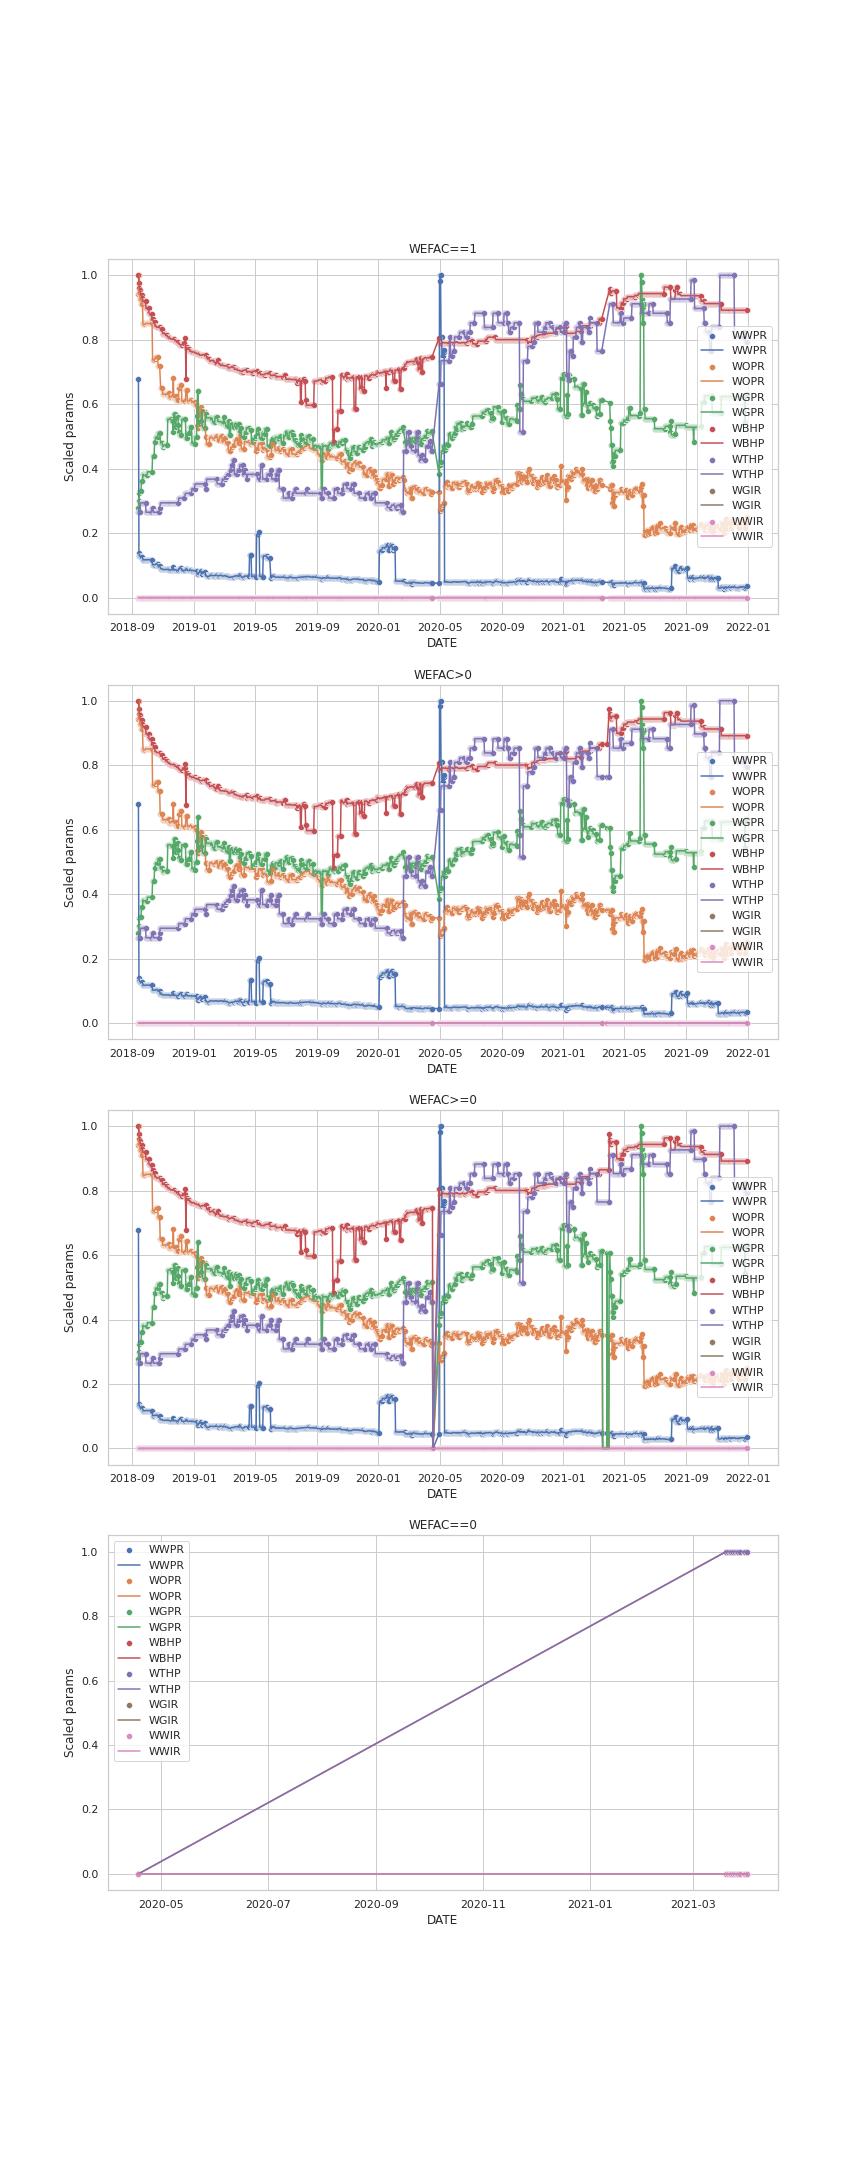 WEFAC==1
1.0
0.8
0.6
0.4
0.2
0.0
Scaled params
WWPR
WWPR
WOPR
WOPR
WGPR
WGPR
WBHP
WBHP
WTHP
WTHP
WGIR
WGIR
WWIR
WWIR
2018-09 2019-01 2019-05 2019-09 2020-01 2020-05 2020-09 2021-01 2021-05 2021-09 2022-01
DATE
WEFAC>0
1.0
0.8
0.6
0.4
0.2
0.0
Scaled params
WWPR
WWPR
WOPR
WOPR
WGPR
WGPR
WBHP
WBHP
WTHP
WTHP
WGIR
WGIR
WWIR
WWIR
2018-09 2019-01 2019-05 2019-09 2020-01 2020-05 2020-09 2021-01 2021-05 2021-09 2022-01
DATE
WEFAC>=0
1.0
0.8
0.6
0.4
0.2
0.0
Scaled params
WWPR
WWPR
WOPR
WOPR
WGPR
WGPR
WBHP
WBHP
WTHP
WTHP
WGIR
WGIR
WWIR
WWIR
2018-09 2019-01 2019-05 2019-09 2020-01 2020-05 2020-09 2021-01 2021-05 2021-09 2022-01
DATE
WEFAC==0
1.0
0.8
0.6
0.4
0.2
0.0
Scaled params
WWPR
WWPR
WOPR
WOPR
WGPR
WGPR
WBHP
WBHP
WTHP
WTHP
WGIR
WGIR
WWIR
WWIR
2020-05 2020-07 2020-09 2020-11 2021-01 2021-03
DATE